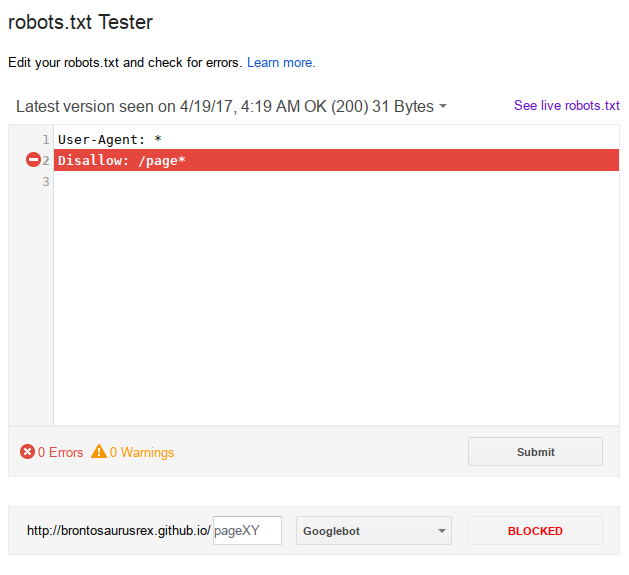 robots.txt Tester
Edit your robots.txt and check for errors. Learn more.
Latest version seen on 4/19/17, 4:19 AM OK (200) 31 Bytes
See live robots.txt
1 User-Agent: *
2 Disallow: /page*
3
0 Errors 0 Warnings
Submit
http://brontosaurusrex.github.io/ pageXY Googlebot BLOCKED